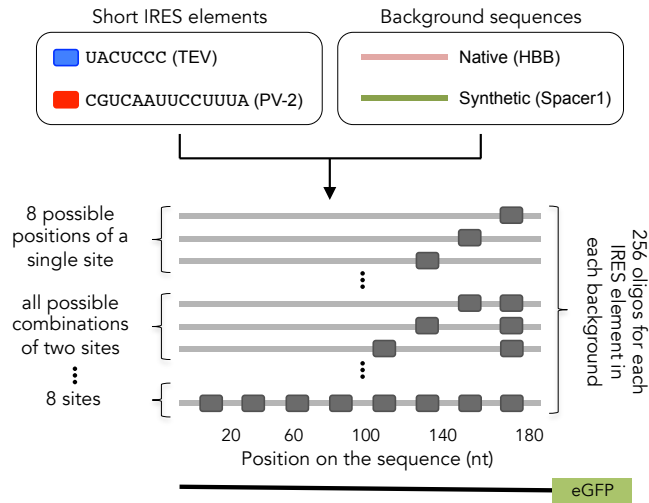 Short IRES elements
Background sequences
UACUCCC (TEV)
CGUCAAUUCCUUUA (PV-2)
Native (HBB)
Synthetic (Spacer1)
8 possible
positions of a
single site
all possible
combinations
of two sites
8 sites
256 oligos for each
IRES element in
each background
20 60 100 140 180
Position on the sequence (nt)
eGFP